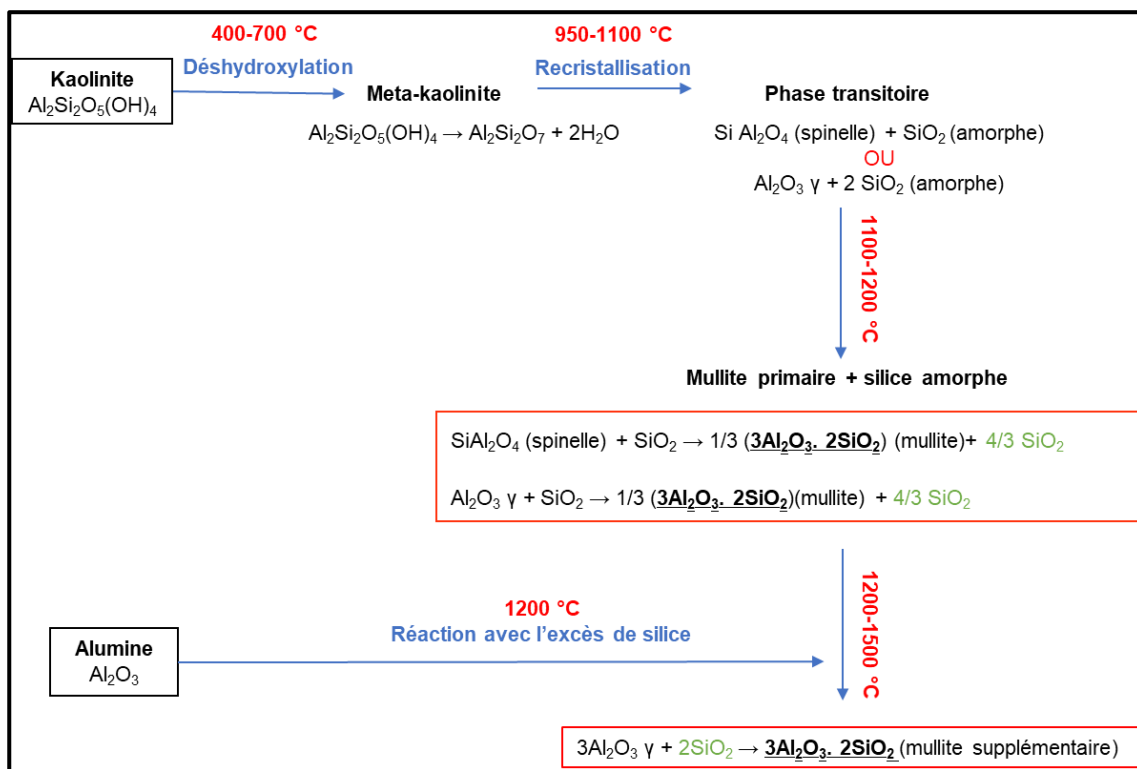 400-700 °C
950-1100 °C
Kaolinite
Al₂Si₂O₅(OH)₄
Déshydroxylation
Recristallisation
Meta-kaolinite
Phase transitoire
Al₂Si₂O₅(OH)₄ → Al₂Si₂O₇ + 2H₂O
Si Al₂O₄ (spinelle) + SiO₂ (amorphe)
OU
Al₂O₃ γ + 2 SiO₂ (amorphe)
1100-1200 °C
Mullite primaire + silice amorphe
SiAl₂O₄ (spinelle) + SiO₂ → 1/3 (3Al₂O₃. 2SiO₂) (mullite)+ 4/3 SiO₂
Al₂O₃ γ + SiO₂ → 1/3 (3Al₂O₃. 2SiO₂)(mullite) + 4/3 SiO₂
1200-1500 °C
1200 °C
Réaction avec l’excès de silice
Alumine
Al₂O₃
3Al₂O₃ γ + 2SiO₂ → 3Al₂O₃. 2SiO₂ (mullite supplémentaire)